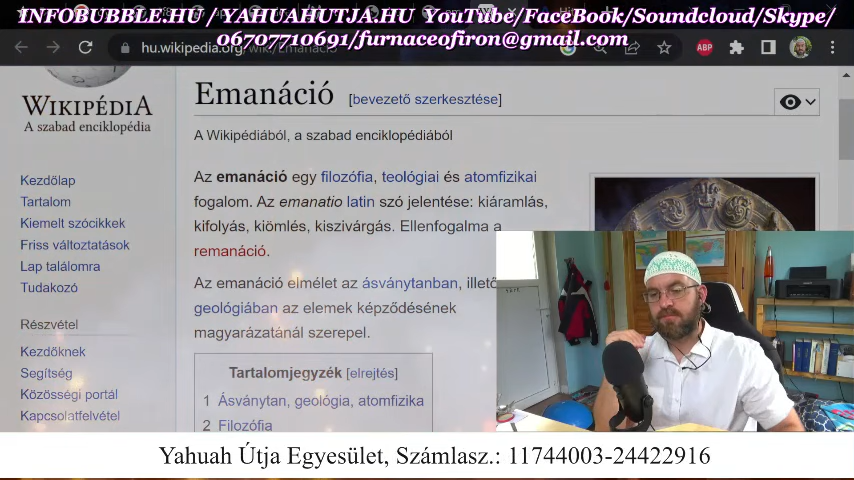 INFOBUBBLE.HU / YAHUAHUTJA.HU YouTube/FaceBook/Soundcloud/Skype/
06707710691/furnaceofiron@gmail.com
hu.wikipedia.org/wiki/Emanáció
ABP
WIKIPÉDIA
A szabad enciklopédia
Kezdőlap
Tartalom
Kiemelt szócikkek
Friss változtatások
Lap találomra
Tudakozó
Részvétel
Kezdőknek
Segítség
Közösségi portál
Kapcsolatfelvétel
Emanáció [bevezető szerkesztése]
A Wikipédiából, a szabad enciklopédiából
Az emanáció egy filozófia, teológiai és atomfizikai
fogalom. Az emanatio latin szó jelentése: kiáramlás,
kifolyás, kiömlés, kiszivárgás. Ellenfogalma a
remanáció.
Az emanáció elmélet az ásványtanban,
geológiában az elemek képződésének
magyarázatánál szerepel.
Tartalomjegyzék [elrejtés]
1 Ásványtan, geológia, atomfizika
2 Filozófia
Yahuah Útja Egyesület, Számlasz.: 11744003-24422916